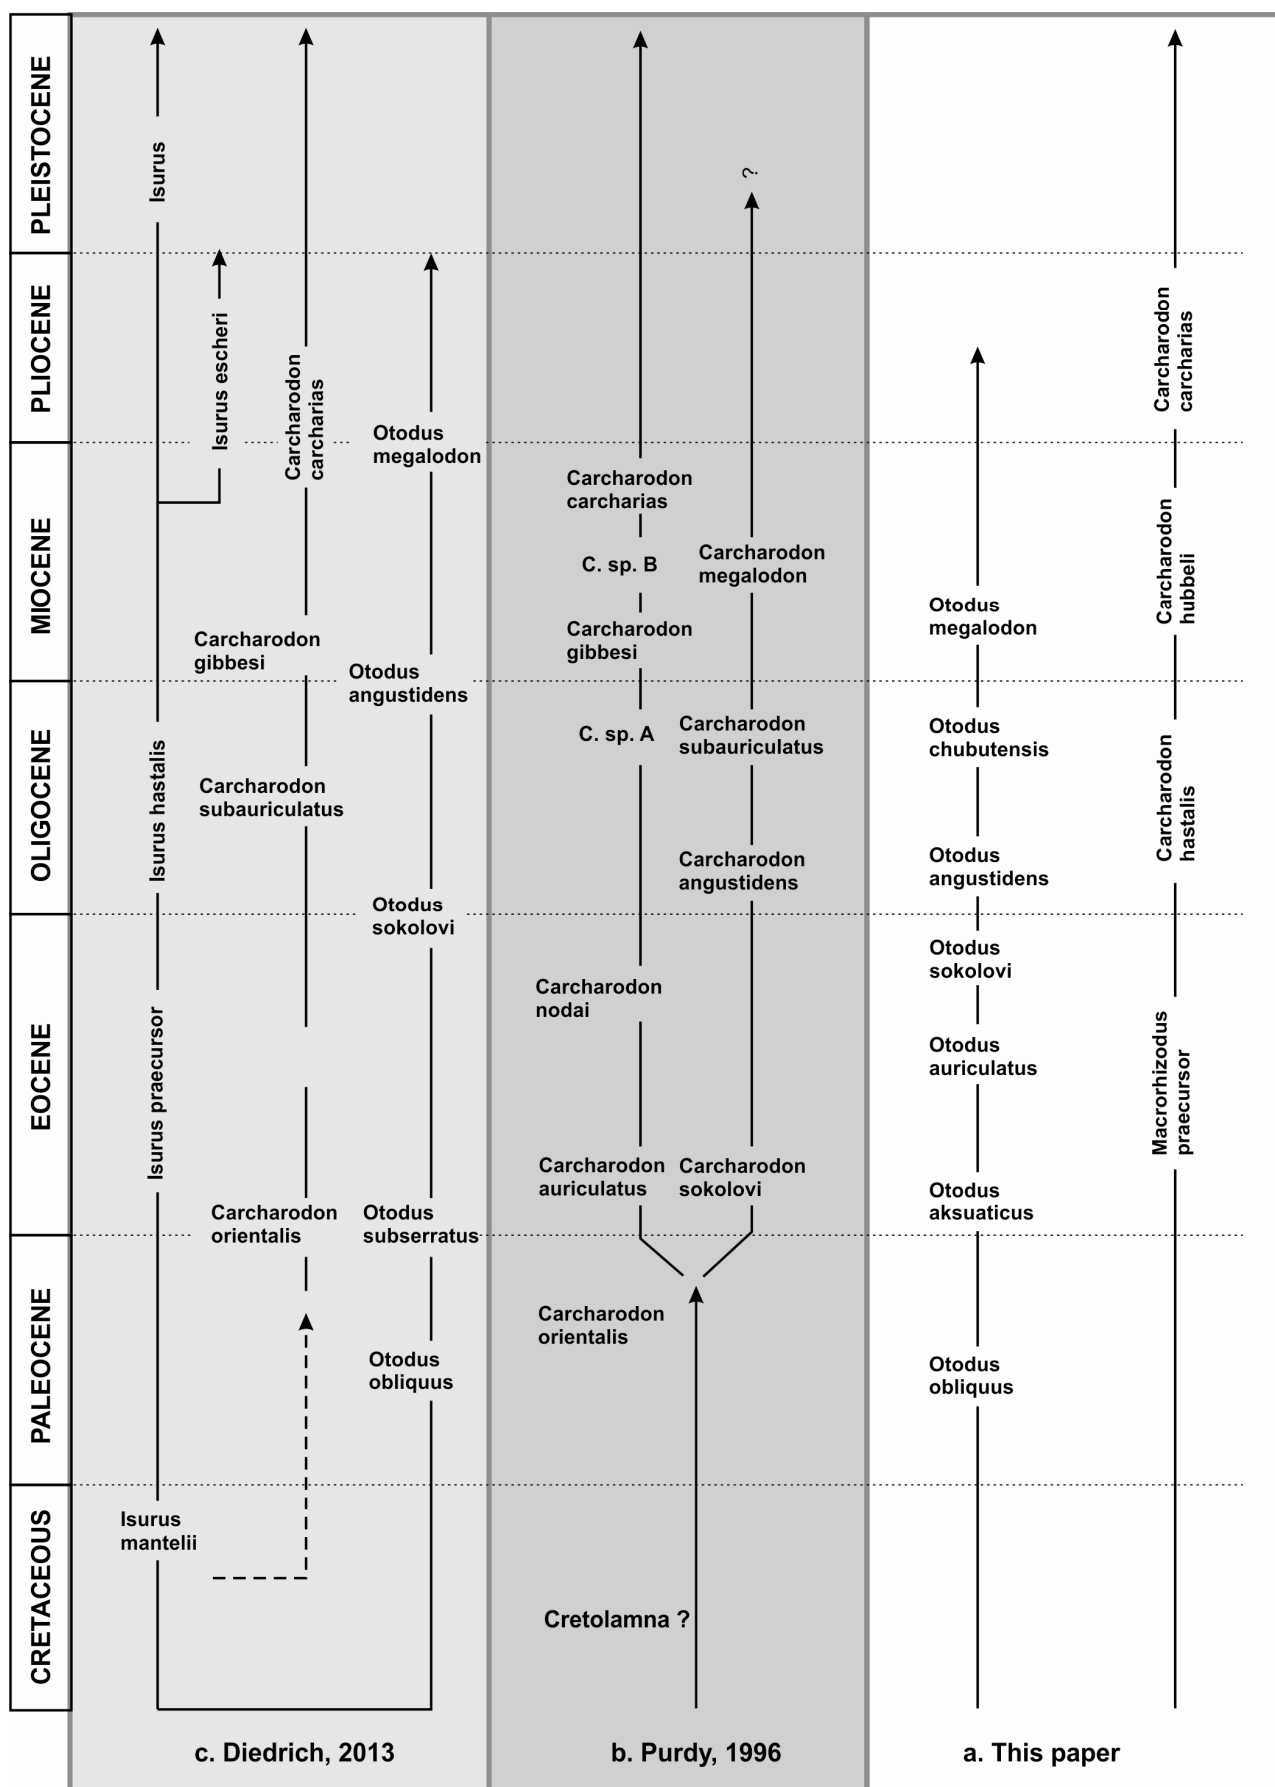 PLEISTOCENE
PLIOCENE
MIOCENE
OLIGOCENE
EOCENE
PALEOCENE
CRETACEOUS
Isurus
Isurus escheri
Isurus hastalis
Isurus praecursor
Isurus
mantelii
Carcharodon
carcharias
Carcharodon
gibbesi
Carcharodon
subauriculatus
Carcharodon
orientalis
Otodus
megalodon
Otodus
angustidens
Otodus
sokolovi
Otodus
subserratus
Otodus
obliquus
c. Diedrich, 2013
Carcharodon
carcharias
C. sp. B
Carcharodon
gibbesi
C. sp. A
Carcharodon
nodai
Carcharodon
auriculatus
?
Carcharodon
megalodon
Carcharodon
subauriculatus
Carcharodon
angustidens
Carcharodon
sokolovi
Carcharodon
orientalis
Cretolamna ?
b. Purdy, 1996
Otodus
megalodon
Otodus
chubutensis
Otodus
angustidens
Otodus
sokolovi
Otodus
auriculatus
Otodus
aksuaticus
Otodus
obliquus
Carcharodon
carcharias
Carcharodon
hubbeli
Carcharodon
hastalis
Macrorhizodus
praecursor
a. This paper